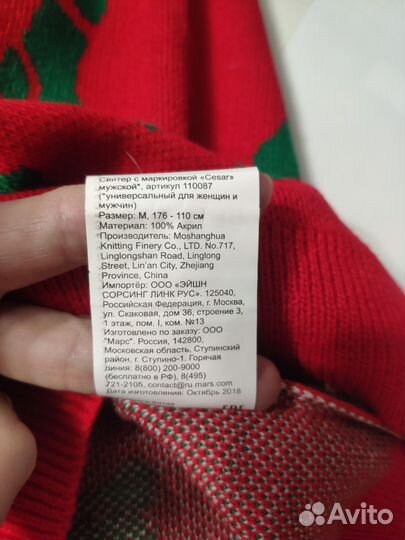 Свитер с маркировкой «Cesar»
мужской*, артикул 110087
(*универсальный для женщин и
мужчин)
Размер: M, 176 - 110 см
Материал: 100% Акрил
Производитель: Moshanghua
Knitting Finery Co., LTD. No.717,
Linglongshan Road, Linglong
Street, Lin'an City, Zhejiang
Province, China
Импортёр: ООО «ЭЙШН
СОРСИНГ ЛИНК РУС». 125040,
Российская Федерация, г. Москва,
ул. Скаковая, дом 36, строение 3,
1 этаж, пом. I, ком. №13
Изготовлено по заказу: ООО
"Марс". Россия, 142800,
Московская область, Ступинский
район, г. Ступино-1. Горячая
линия: 8(800) 200-9000
(бесплатно в РФ), 8(495)
721-2105, contact@ru.mars.com
Дата изготовления: Октябрь 2018
Avito